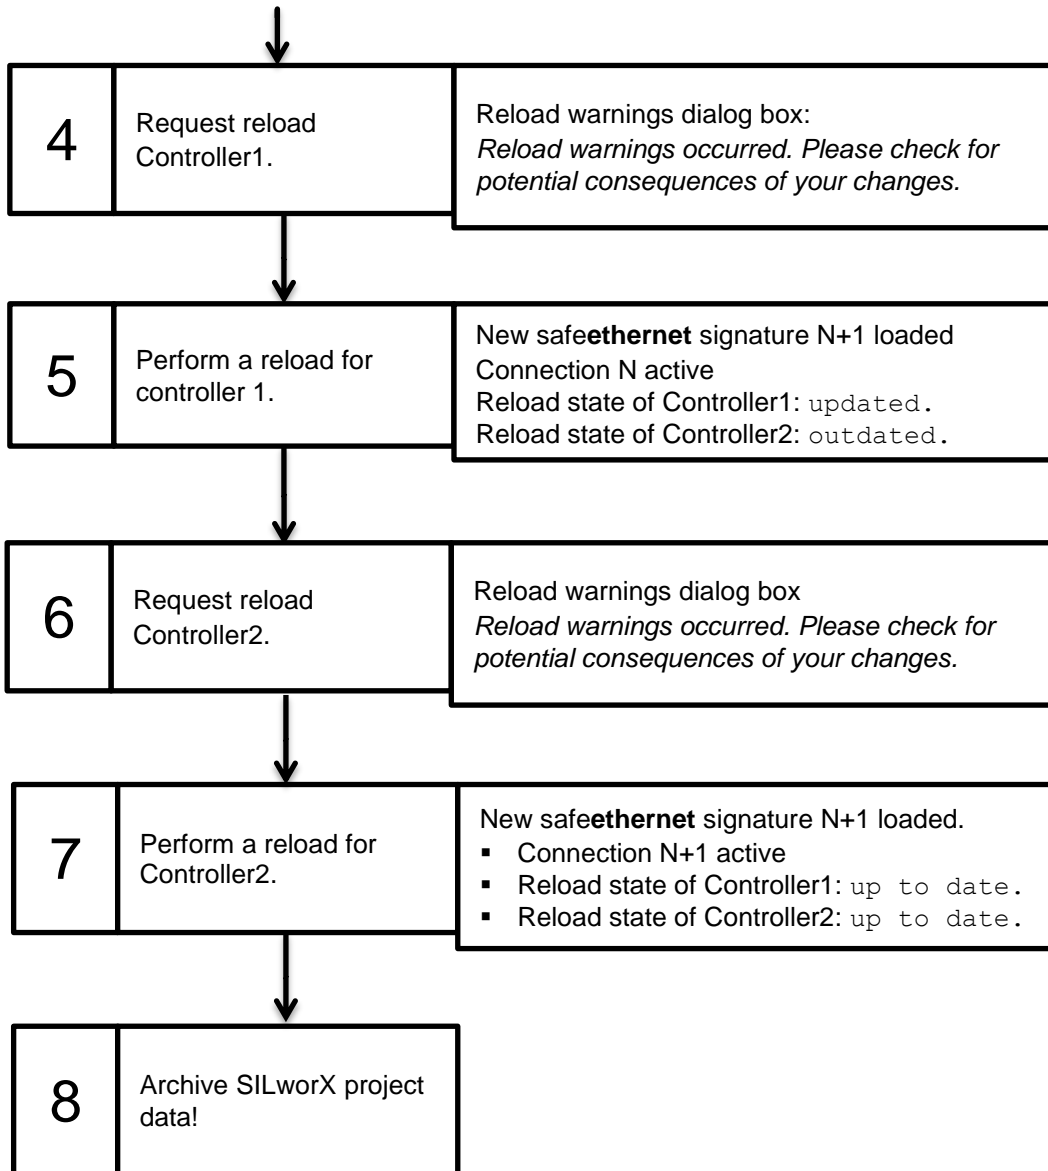 4
Request reload
Controller1.
Reload warnings dialog box:
Reload warnings occurred. Please check for
potential consequences of your changes.
5
Perform a reload for
controller 1.
New safeethernet signature N+1 loaded
Connection N active
Reload state of Controller1: updated.
Reload state of Controller2: outdated.
6
Request reload
Controller2.
Reload warnings dialog box
Reload warnings occurred. Please check for
potential consequences of your changes.
7
Perform a reload for
Controller2.
New safeethernet signature N+1 loaded.
▪ Connection N+1 active
▪ Reload state of Controller1: up to date.
▪ Reload state of Controller2: up to date.
8
Archive SILworX project
data!